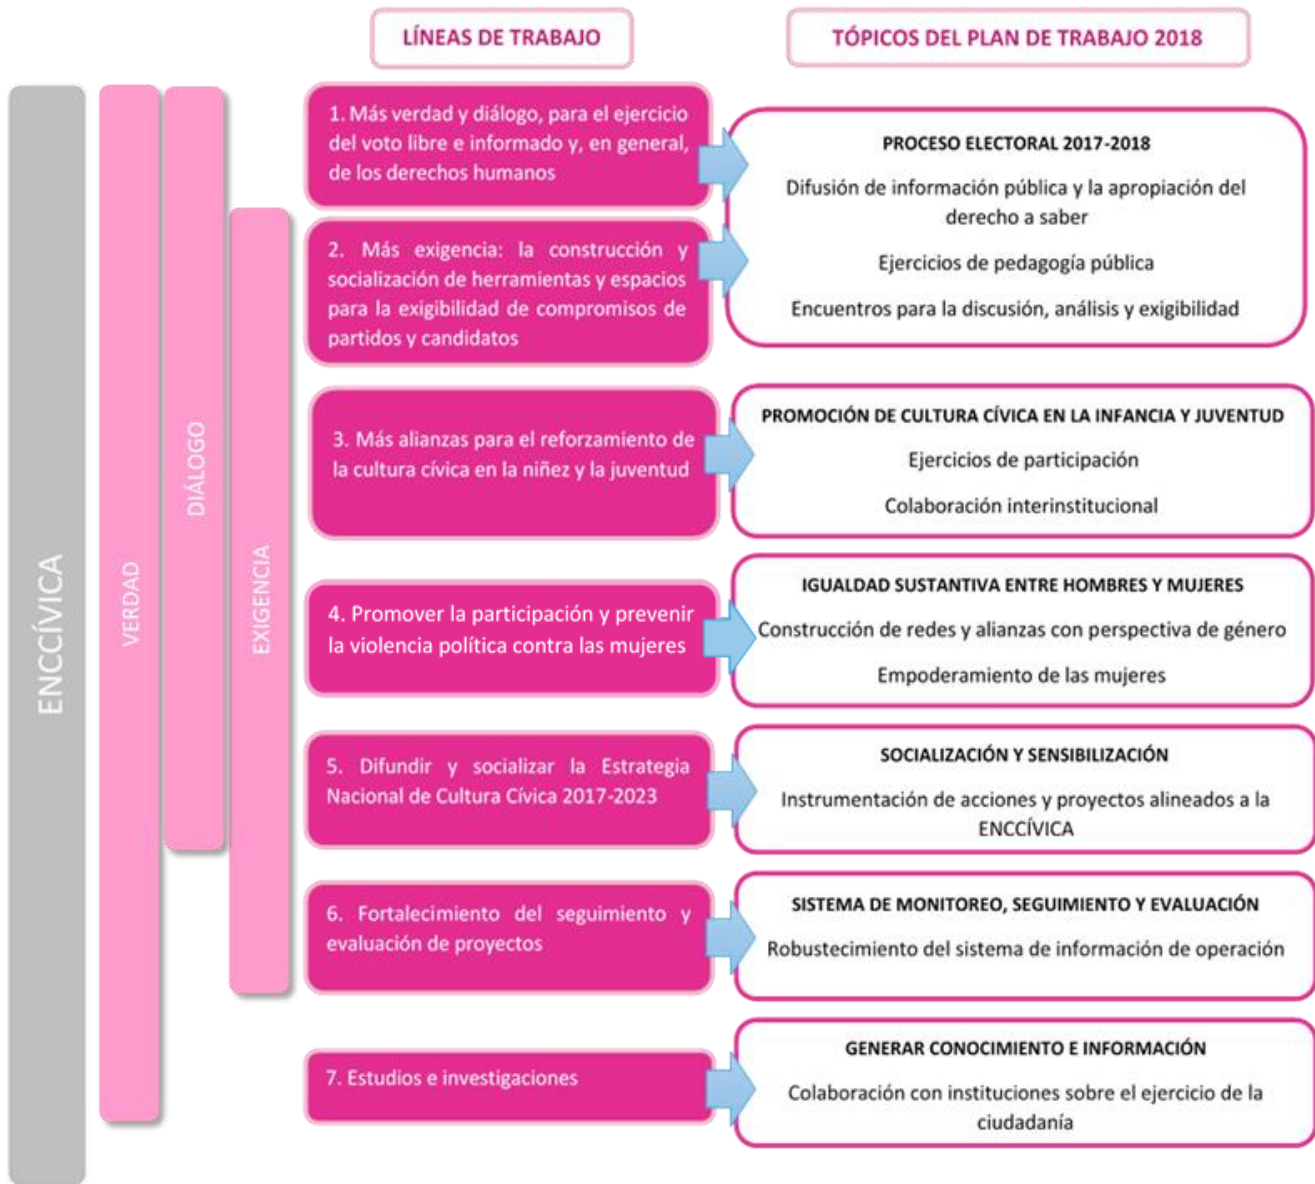 LÍNEAS DE TRABAJO
TÓPICOS DEL PLAN DE TRABAJO 2018
ENCCÍVICA
VERDAD
DIÁLOGO
EXIGENCIA
1. Más verdad y diálogo, para el ejercicio
del voto libre e informado y, en general,
de los derechos humanos
2. Más exigencia: la construcción y
socialización de herramientas y espacios
para la exigibilidad de compromisos de
partidos y candidatos
PROCESO ELECTORAL 2017-2018
Difusión de información pública y la apropiación del
derecho a saber
Ejercicios de pedagogía pública
Encuentros para la discusión, análisis y exigibilidad
3. Más alianzas para el reforzamiento de
la cultura cívica en la niñez y la juventud
PROMOCIÓN DE CULTURA CÍVICA EN LA INFANCIA Y JUVENTUD
Ejercicios de participación
Colaboración interinstitucional
4. Promover la participación y prevenir
la violencia política contra las mujeres
IGUALDAD SUSTANTIVA ENTRE HOMBRES Y MUJERES
Construcción de redes y alianzas con perspectiva de género
Empoderamiento de las mujeres
5. Difundir y socializar la Estrategia
Nacional de Cultura Cívica 2017-2023
SOCIALIZACIÓN Y SENSIBILIZACIÓN
Instrumentación de acciones y proyectos alineados a la
ENCCÍVICA
6. Fortalecimiento del seguimiento y
evaluación de proyectos
SISTEMA DE MONITOREO, SEGUIMIENTO Y EVALUACIÓN
Robustecimiento del sistema de información de operación
7. Estudios e investigaciones
GENERAR CONOCIMIENTO E INFORMACIÓN
Colaboración con instituciones sobre el ejercicio de la
ciudadanía